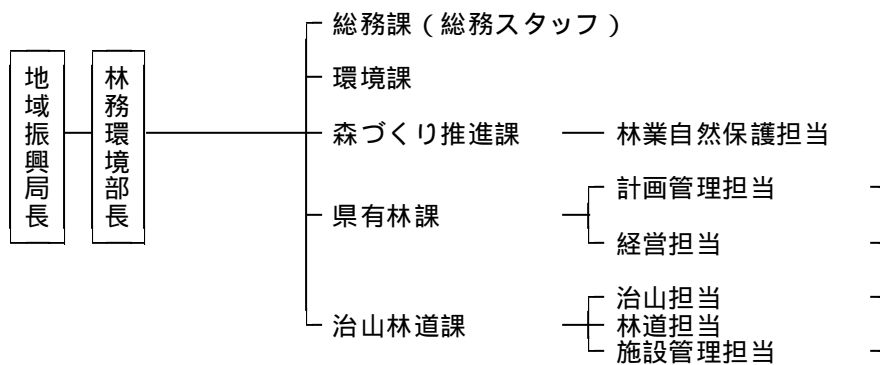 地域振興局長
林務環境部長
総務課（総務スタッフ）
環境課
森づくり推進課
林業自然保護担当
県有林課
計画管理担当
経営担当
治山林道課
治山担当
林道担当
施設管理担当